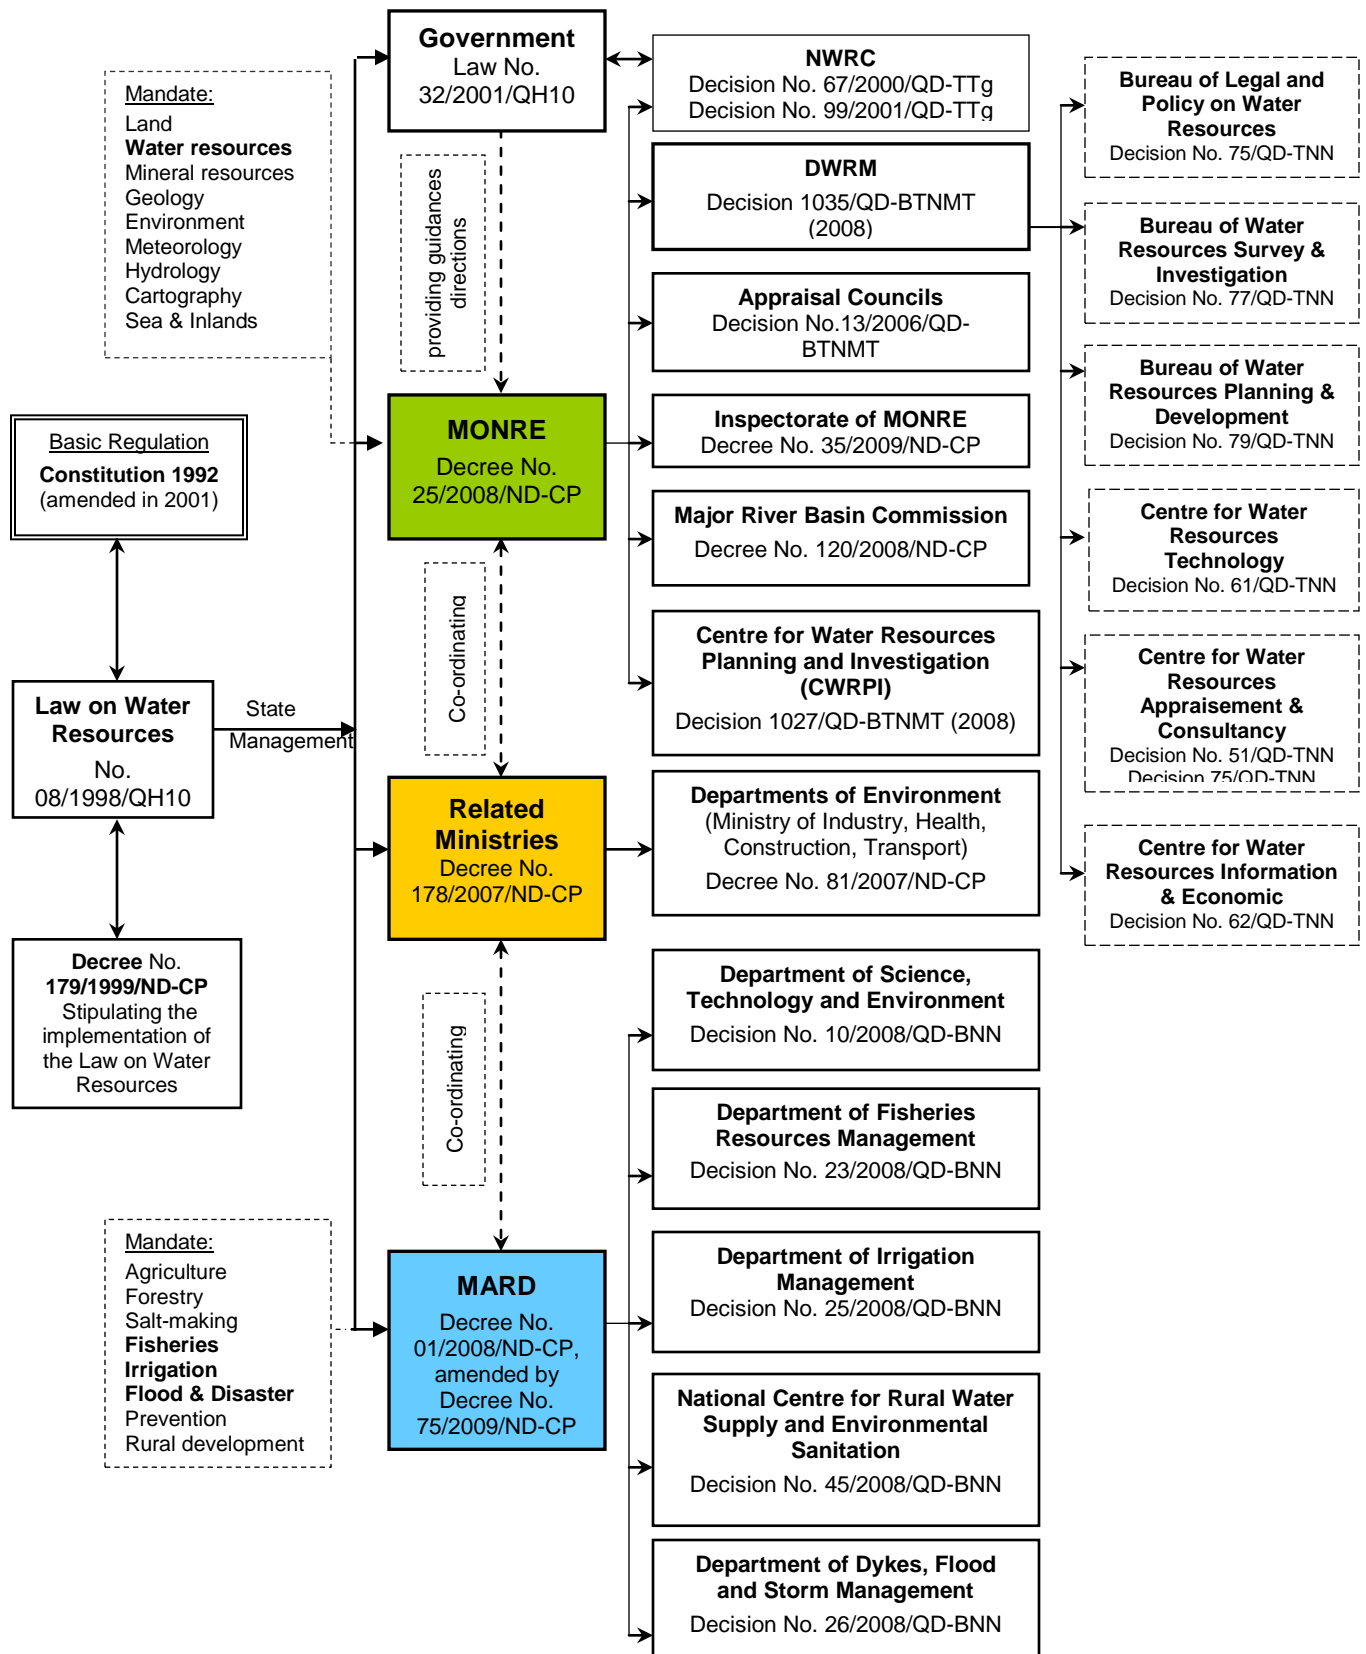 Government
Law No.
32/2001/QH10
NWRC
Decision No. 67/2000/QD-TTg
Decision No. 99/2001/QD-TTg
Bureau of Legal and
Policy on Water
Resources
Decision No. 75/QD-TNN
Mandate:
Land
Water resources
Mineral resources
Geology
Environment
Meteorology
Hydrology
Cartography
Sea & Inlands
DWRM
Decision 1035/QD-BTNMT
(2008)
Bureau of Water
Resources Survey &
Investigation
Decision No. 77/QD-TNN
providing guidances
directions
Appraisal Councils
Decision No.13/2006/QD-
BTNMT
Bureau of Water
Resources Planning &
Development
Decision No. 79/QD-TNN
Basic Regulation
Constitution 1992
(amended in 2001)
MONRE
Decree No.
25/2008/ND-CP
Inspectorate of MONRE
Decree No. 35/2009/ND-CP
Major River Basin Commission
Decree No. 120/2008/ND-CP
Centre for Water
Resources
Technology
Decision No. 61/QD-TNN
Co-ordinating
Centre for Water Resources
Planning and Investigation
(CWRPI)
Decision 1027/QD-BTNMT (2008)
Centre for Water
Resources
Appraisement &
Consultancy
Decision No. 51/QD-TNN
Decision 75/QD-TNN
Law on Water
Resources
No.
08/1998/QH10
State
Management
Related
Ministries
Decree No.
178/2007/ND-CP
Departments of Environment
(Ministry of Industry, Health,
Construction, Transport)
Decree No. 81/2007/ND-CP
Centre for Water
Resources Information
& Economic
Decision No. 62/QD-TNN
Decree No.
179/1999/ND-CP
Stipulating the
implementation of
the Law on Water
Resources
Co-ordinating
Department of Science,
Technology and Environment
Decision No. 10/2008/QD-BNN
Department of Fisheries
Resources Management
Decision No. 23/2008/QD-BNN
Mandate:
Agriculture
Forestry
Salt-making
Fisheries
Irrigation
Flood & Disaster
Prevention
Rural development
MARD
Decree No.
01/2008/ND-CP,
amended by
Decree No.
75/2009/ND-CP
Department of Irrigation
Management
Decision No. 25/2008/QD-BNN
National Centre for Rural Water
Supply and Environmental
Sanitation
Decision No. 45/2008/QD-BNN
Department of Dykes, Flood
and Storm Management
Decision No. 26/2008/QD-BNN